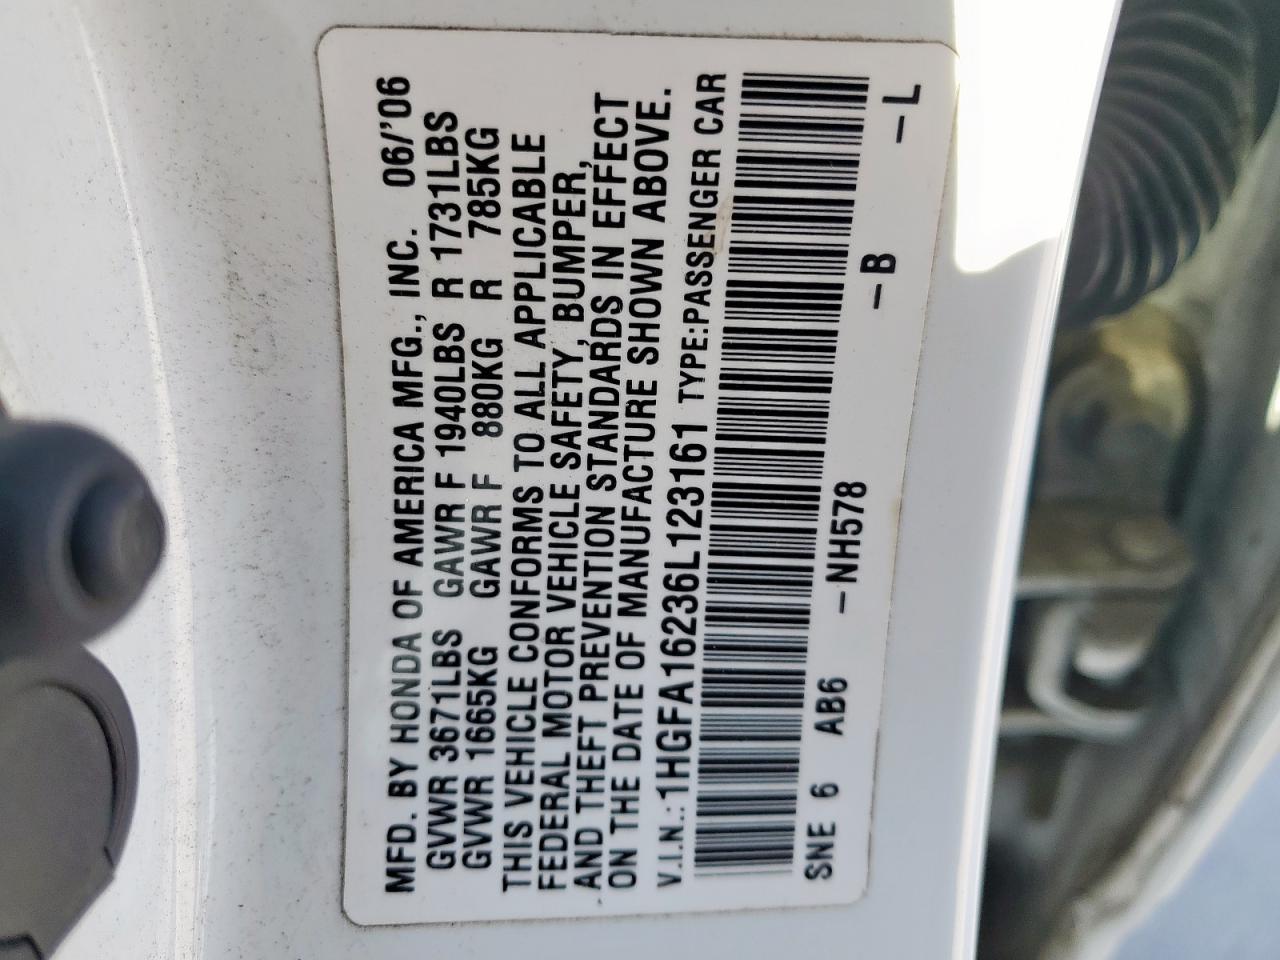 MFD. BY HONDA OF AMERICA MFG., INC. 06/'06
GVWR 3671LBS GAWR F 1940LBS R 1731LBS
GVWR 1665KG GAWR F 880KG R 785KG
THIS VEHICLE CONFORMS TO ALL APPLICABLE
FEDERAL MOTOR VEHICLE SAFETY, BUMPER,
AND THEFT PREVENTION STANDARDS IN EFFECT
ON THE DATE OF MANUFACTURE SHOWN ABOVE.
V.I.N.: 1HGFA16236L123161 TYPE:PASSENGER CAR
SNE 6 AB6 -NH578 -B -L